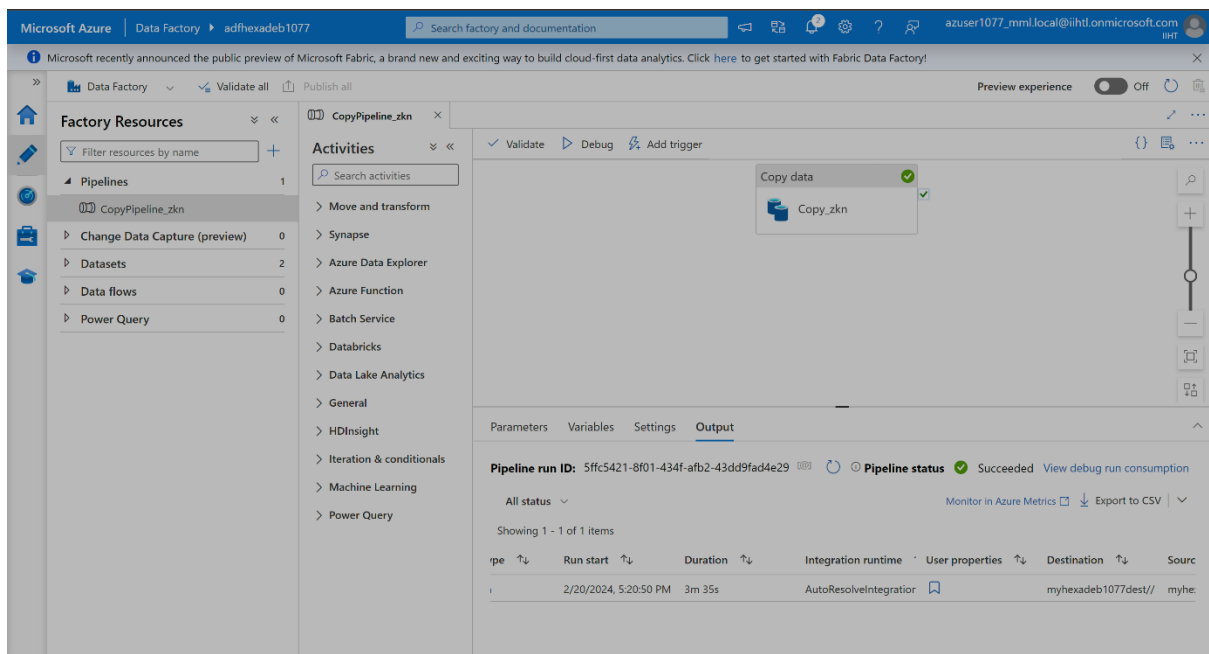 Microsoft Azure | Data Factory ▸ adfhexadeb1077
Search factory and documentation
2
azuser1077_mml.local@iihtl.onmicrosoft.com
IIHT
Microsoft recently announced the public preview of Microsoft Fabric, a brand new and exciting way to build cloud-first data analytics. Click here to get started with Fabric Data Factory!
Data Factory
Validate all
Publish all
Preview experience
Off
Factory Resources
Filter resources by name
Pipelines 1
CopyPipeline_zkn
Change Data Capture (preview) 0
Datasets 2
Data flows 0
Power Query 0
CopyPipeline_zkn
Activities
Search activities
Move and transform
Synapse
Azure Data Explorer
Azure Function
Batch Service
Databricks
Data Lake Analytics
General
HDInsight
Iteration & conditionals
Machine Learning
Power Query
Validate Debug Add trigger
Copy data
Copy_zkn
Parameters Variables Settings Output
Pipeline run ID: 5ffc5421-8f01-434f-afb2-43dd9fad4e29 Pipeline status Succeeded View debug run consumption
All status
Monitor in Azure Metrics Export to CSV
Showing 1 - 1 of 1 items
Run start Duration Integration runtime User properties Destination Sourc
2/20/2024, 5:20:50 PM 3m 35s AutoResolveIntegration myhexadeb1077dest// myhe